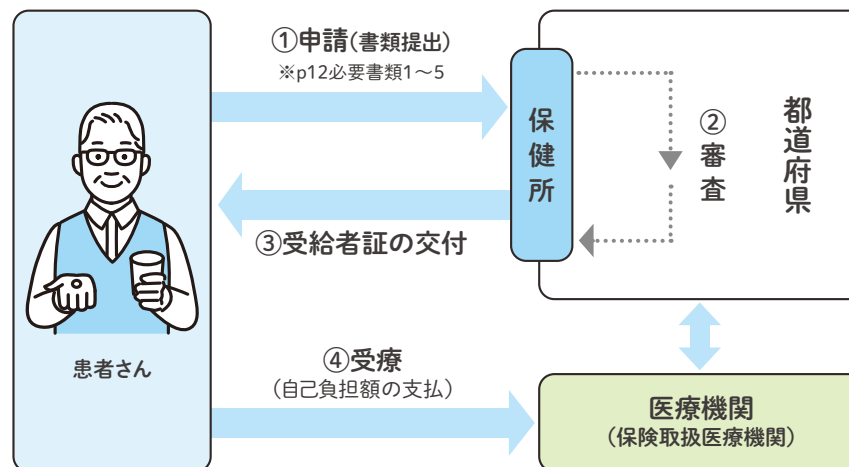 ①申請(書類提出)
※p12必要書類1〜5
保健所
②審査
都道府県
③受給者証の交付
患者さん
④受療
(自己負担額の支払)
医療機関
(保険取扱医療機関)